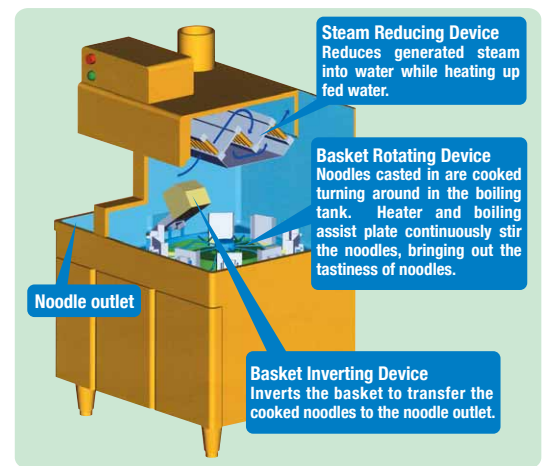 Steam Reducing Device
Reduces generated steam
into water while heating up
fed water.
Basket Rotating Device
Noodles casted in are cooked
turning around in the boiling
tank. Heater and boiling
assist plate continuously stir
the noodles, bringing out the
tastiness of noodles.
Noodle outlet
Basket Inverting Device
Inverts the basket to transfer the
cooked noodles to the noodle outlet.